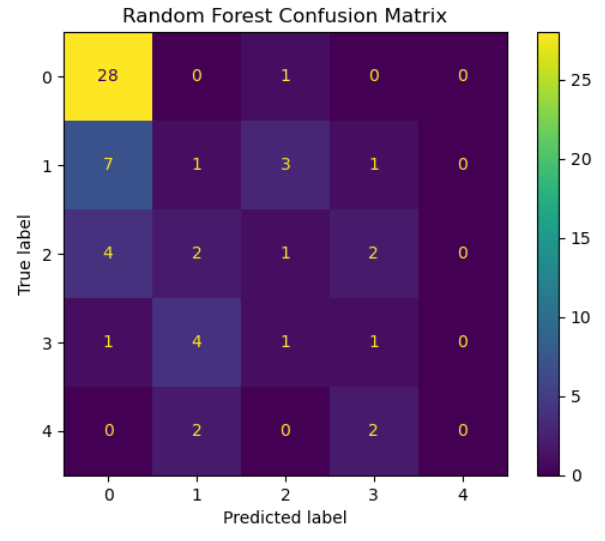 Random Forest Confusion Matrix
True label
0 28 0 1 0 0
1 7 1 3 1 0
2 4 2 1 2 0
3 1 4 1 1 0
4 0 2 0 2 0
0 1 2 3 4
Predicted label
25
20
15
10
5
0